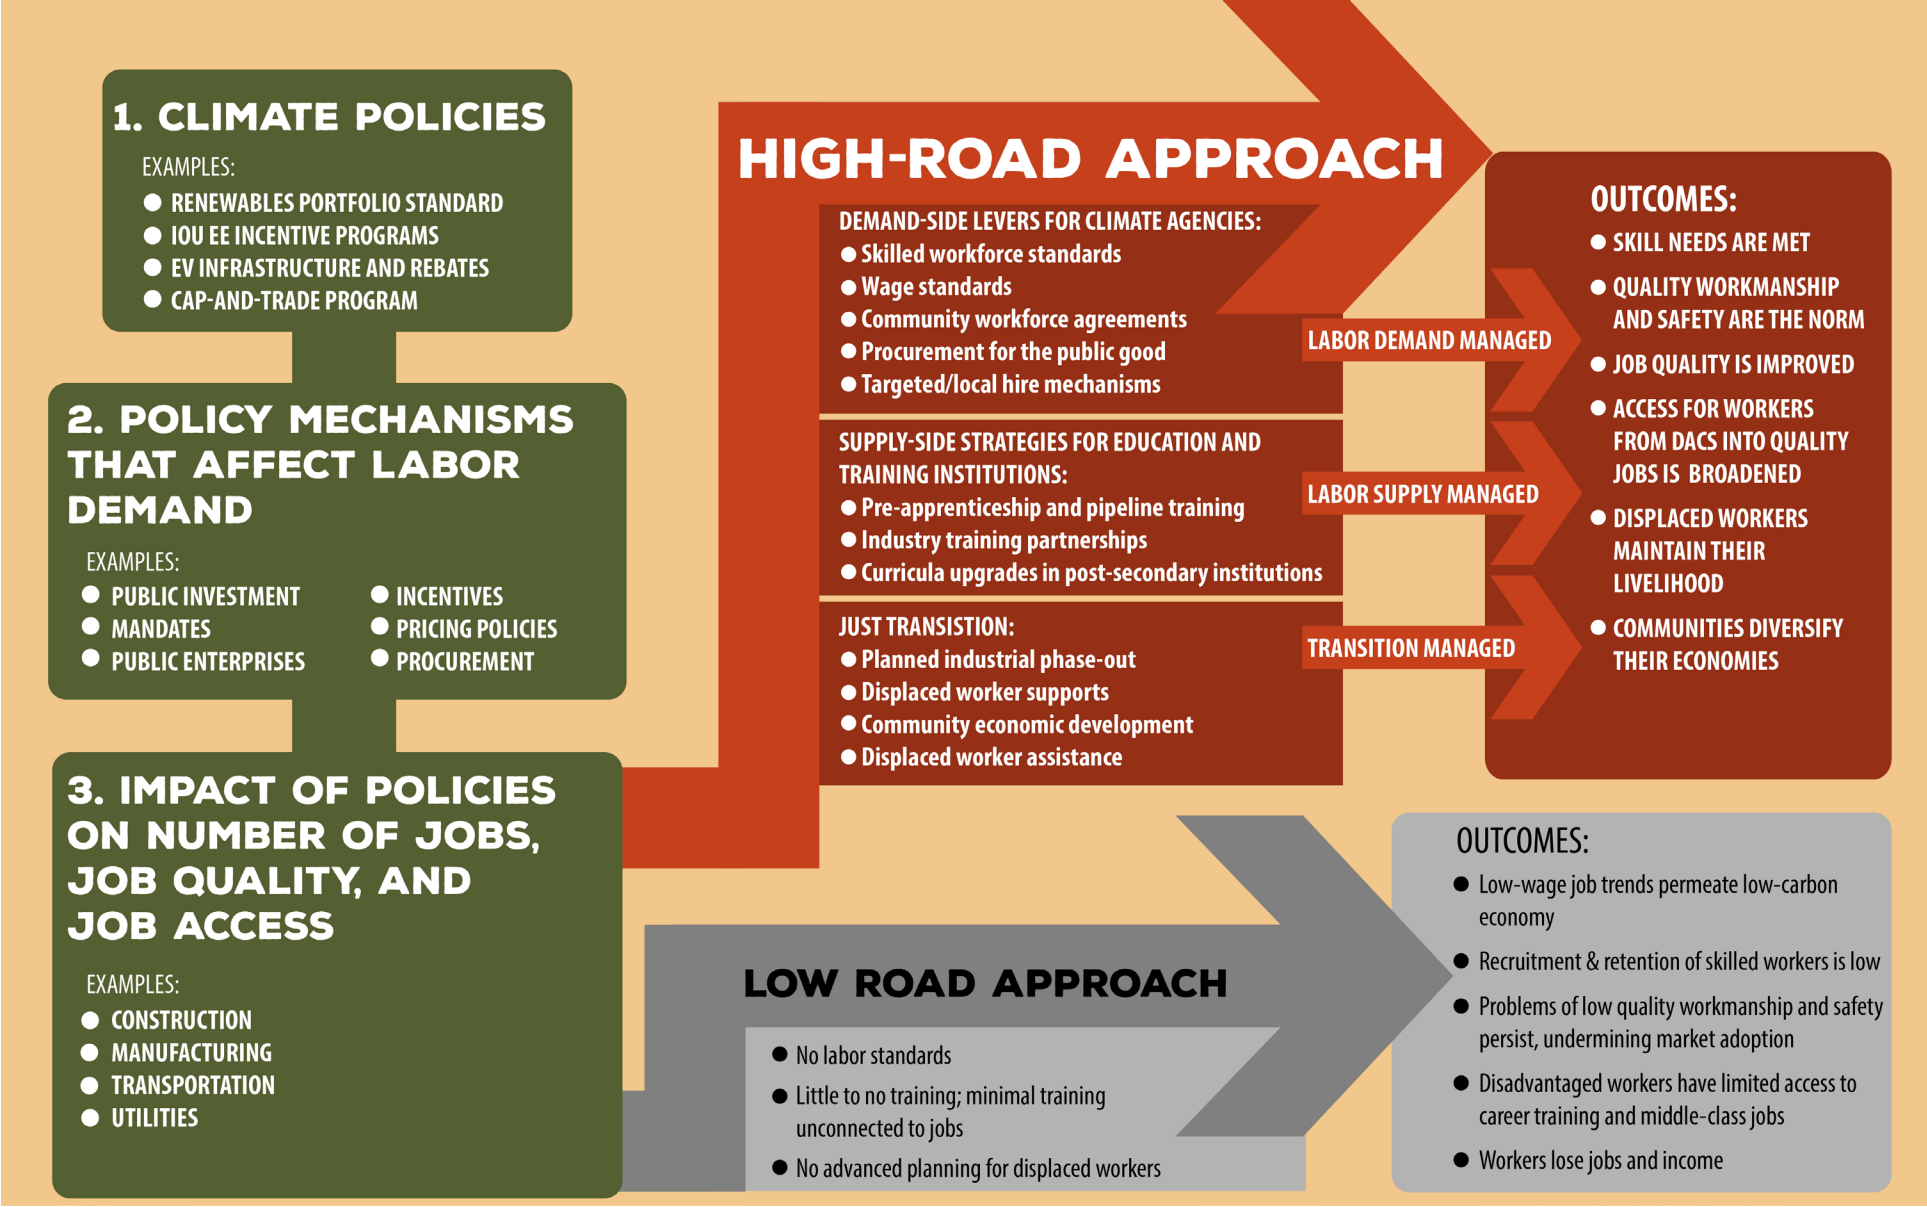 1. CLIMATE POLICIES
EXAMPLES:
● RENEWABLES PORTFOLIO STANDARD
● IOU EE INCENTIVE PROGRAMS
● EV INFRASTRUCTURE AND REBATES
● CAP-AND-TRADE PROGRAM
2. POLICY MECHANISMS
THAT AFFECT LABOR
DEMAND
EXAMPLES:
● PUBLIC INVESTMENT
● MANDATES
● PUBLIC ENTERPRISES
● INCENTIVES
● PRICING POLICIES
● PROCUREMENT
3. IMPACT OF POLICIES
ON NUMBER OF JOBS,
JOB QUALITY, AND
JOB ACCESS
EXAMPLES:
● CONSTRUCTION
● MANUFACTURING
● TRANSPORTATION
● UTILITIES
HIGH-ROAD APPROACH
DEMAND-SIDE LEVERS FOR CLIMATE AGENCIES:
● Skilled workforce standards
● Wage standards
● Community workforce agreements
● Procurement for the public good
● Targeted/local hire mechanisms
LABOR DEMAND MANAGED
SUPPLY-SIDE STRATEGIES FOR EDUCATION AND
TRAINING INSTITUTIONS:
● Pre-apprenticeship and pipeline training
● Industry training partnerships
● Curricula upgrades in post-secondary institutions
LABOR SUPPLY MANAGED
JUST TRANSISTION:
● Planned industrial phase-out
● Displaced worker supports
● Community economic development
● Displaced worker assistance
TRANSITION MANAGED
OUTCOMES:
● SKILL NEEDS ARE MET
● QUALITY WORKMANSHIP
AND SAFETY ARE THE NORM
● JOB QUALITY IS IMPROVED
● ACCESS FOR WORKERS
FROM DACS INTO QUALITY
JOBS IS BROADENED
● DISPLACED WORKERS
MAINTAIN THEIR
LIVELIHOOD
● COMMUNITIES DIVERSIFY
THEIR ECONOMIES
LOW ROAD APPROACH
● No labor standards
● Little to no training; minimal training
unconnected to jobs
● No advanced planning for displaced workers
OUTCOMES:
● Low-wage job trends permeate low-carbon
economy
● Recruitment & retention of skilled workers is low
● Problems of low quality workmanship and safety
persist, undermining market adoption
● Disadvantaged workers have limited access to
career training and middle-class jobs
● Workers lose jobs and income